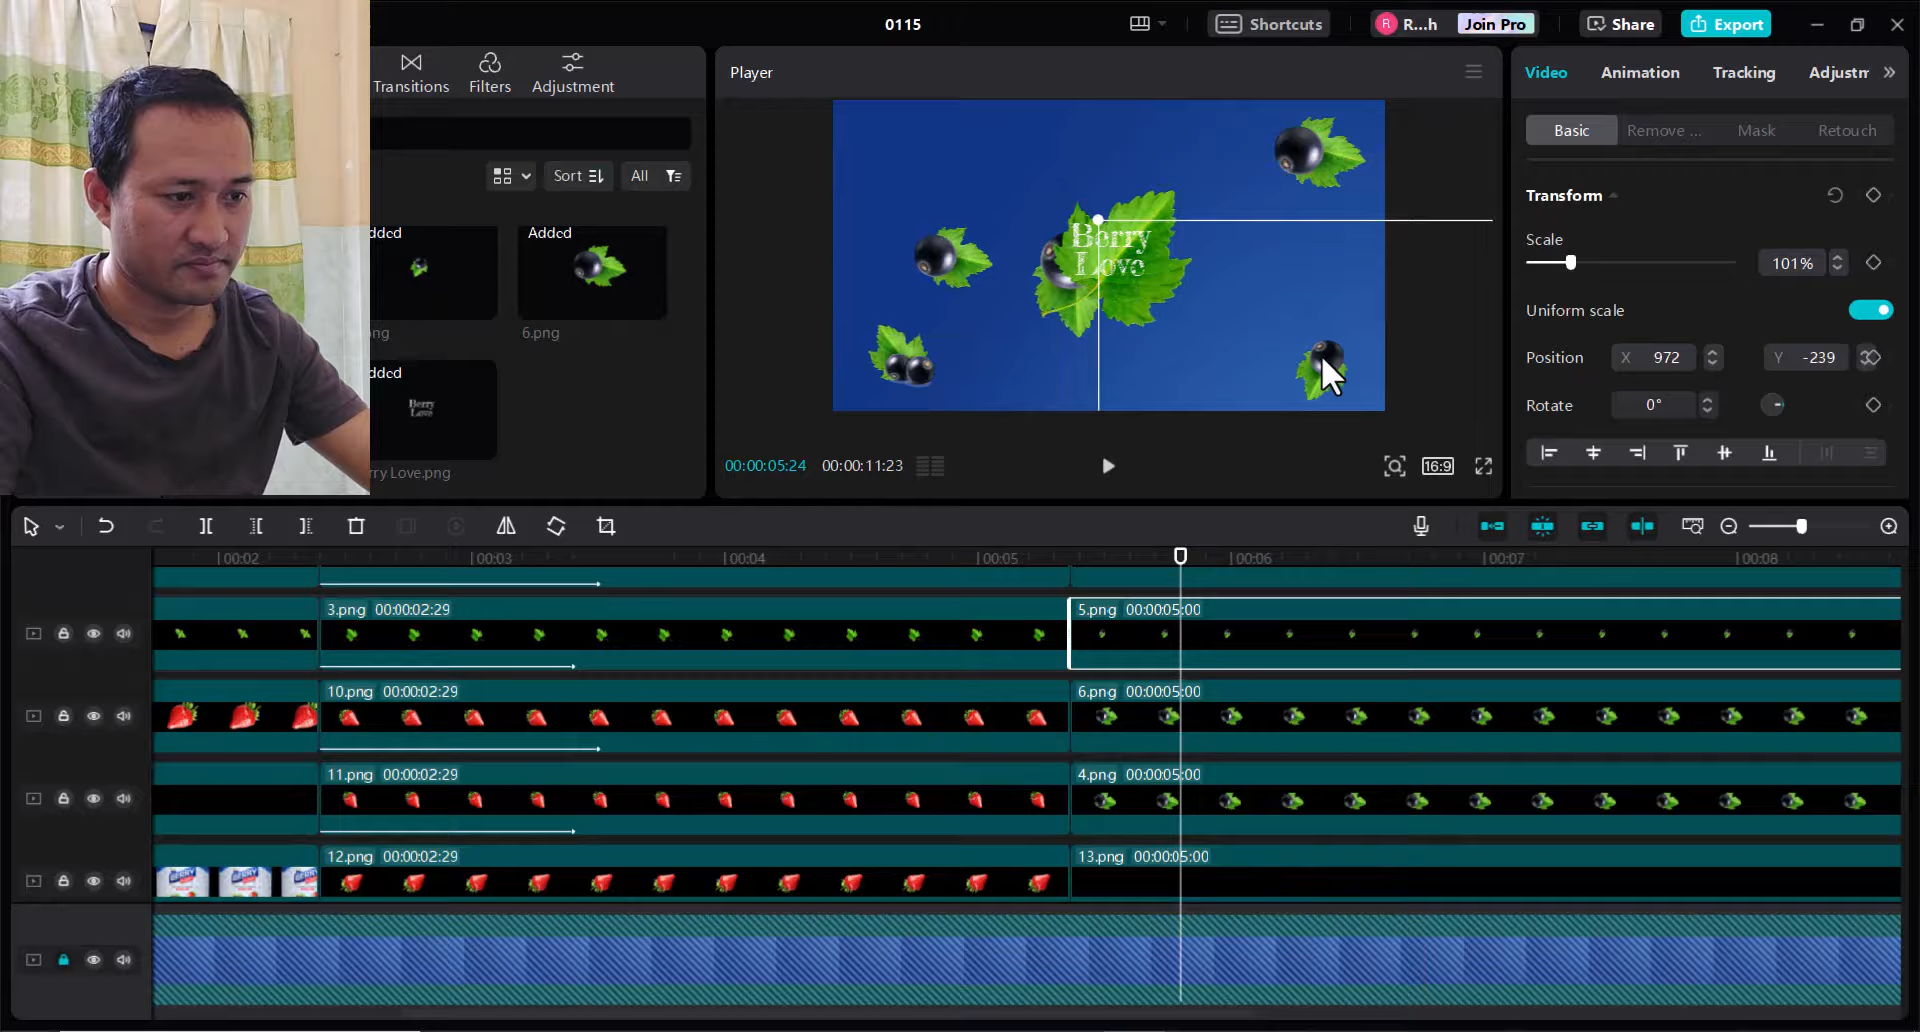 0115
Shortcuts
R R...h
Join Pro
Share
Export
Transitions
Filters
Adjustment
Sort
All
Added
Added
6.png
Added
Berry
Love
Love.png
Player
Berry
Love
00:00:05:24 00:00:11:23
16:9
Video Animation Tracking
Basic Remove ... Mask Retouch
Transform
Scale
101%
Uniform scale
Position X 972 Y -239
Rotate 0°
00:02 00:03 00:04 00:05 00:06 00:07 00:08
3.png 00:00:02:29 5.png 00:00:05:00
10.png 00:00:02:29 6.png 00:00:05:00
11.png 00:00:02:29 4.png 00:00:05:00
12.png 00:00:02:29 13.png 00:00:05:00
BERRY BERRY